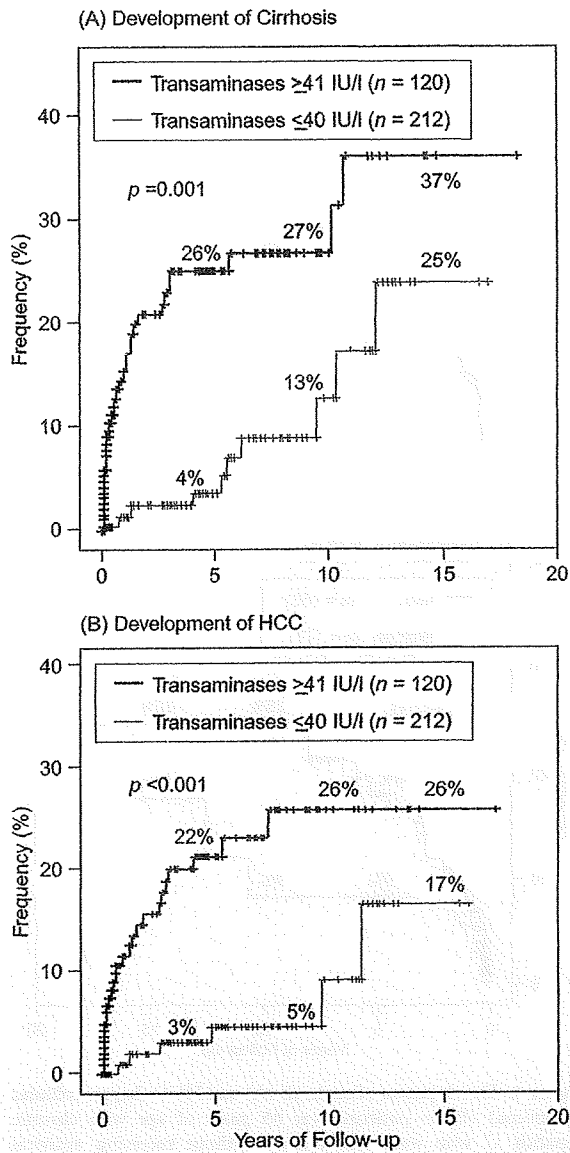 (A) Development of Cirrhosis
Transaminases ≥41 IU/l (n = 120)
Transaminases ≤40 IU/l (n = 212)
p =0.001
Frequency (%)
40
30
20
10
0
26%
27%
37%
4%
13%
25%
0 5 10 15 20
(B) Development of HCC
Transaminases ≥41 IU/l (n = 120)
Transaminases ≤40 IU/l (n = 212)
p <0.001
Frequency (%)
40
30
20
10
0
22%
26%
26%
3%
5%
17%
0 5 10 15 20
Years of Follow-up